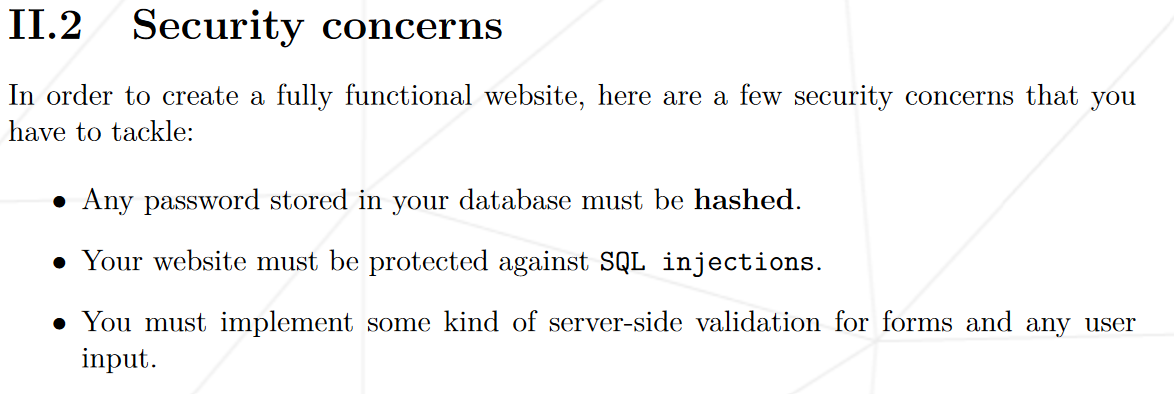 II.2 Security concerns
In order to create a fully functional website, here are a few security concerns that you
have to tackle:
• Any password stored in your database must be hashed.
• Your website must be protected against SQL injections.
• You must implement some kind of server-side validation for forms and any user
input.